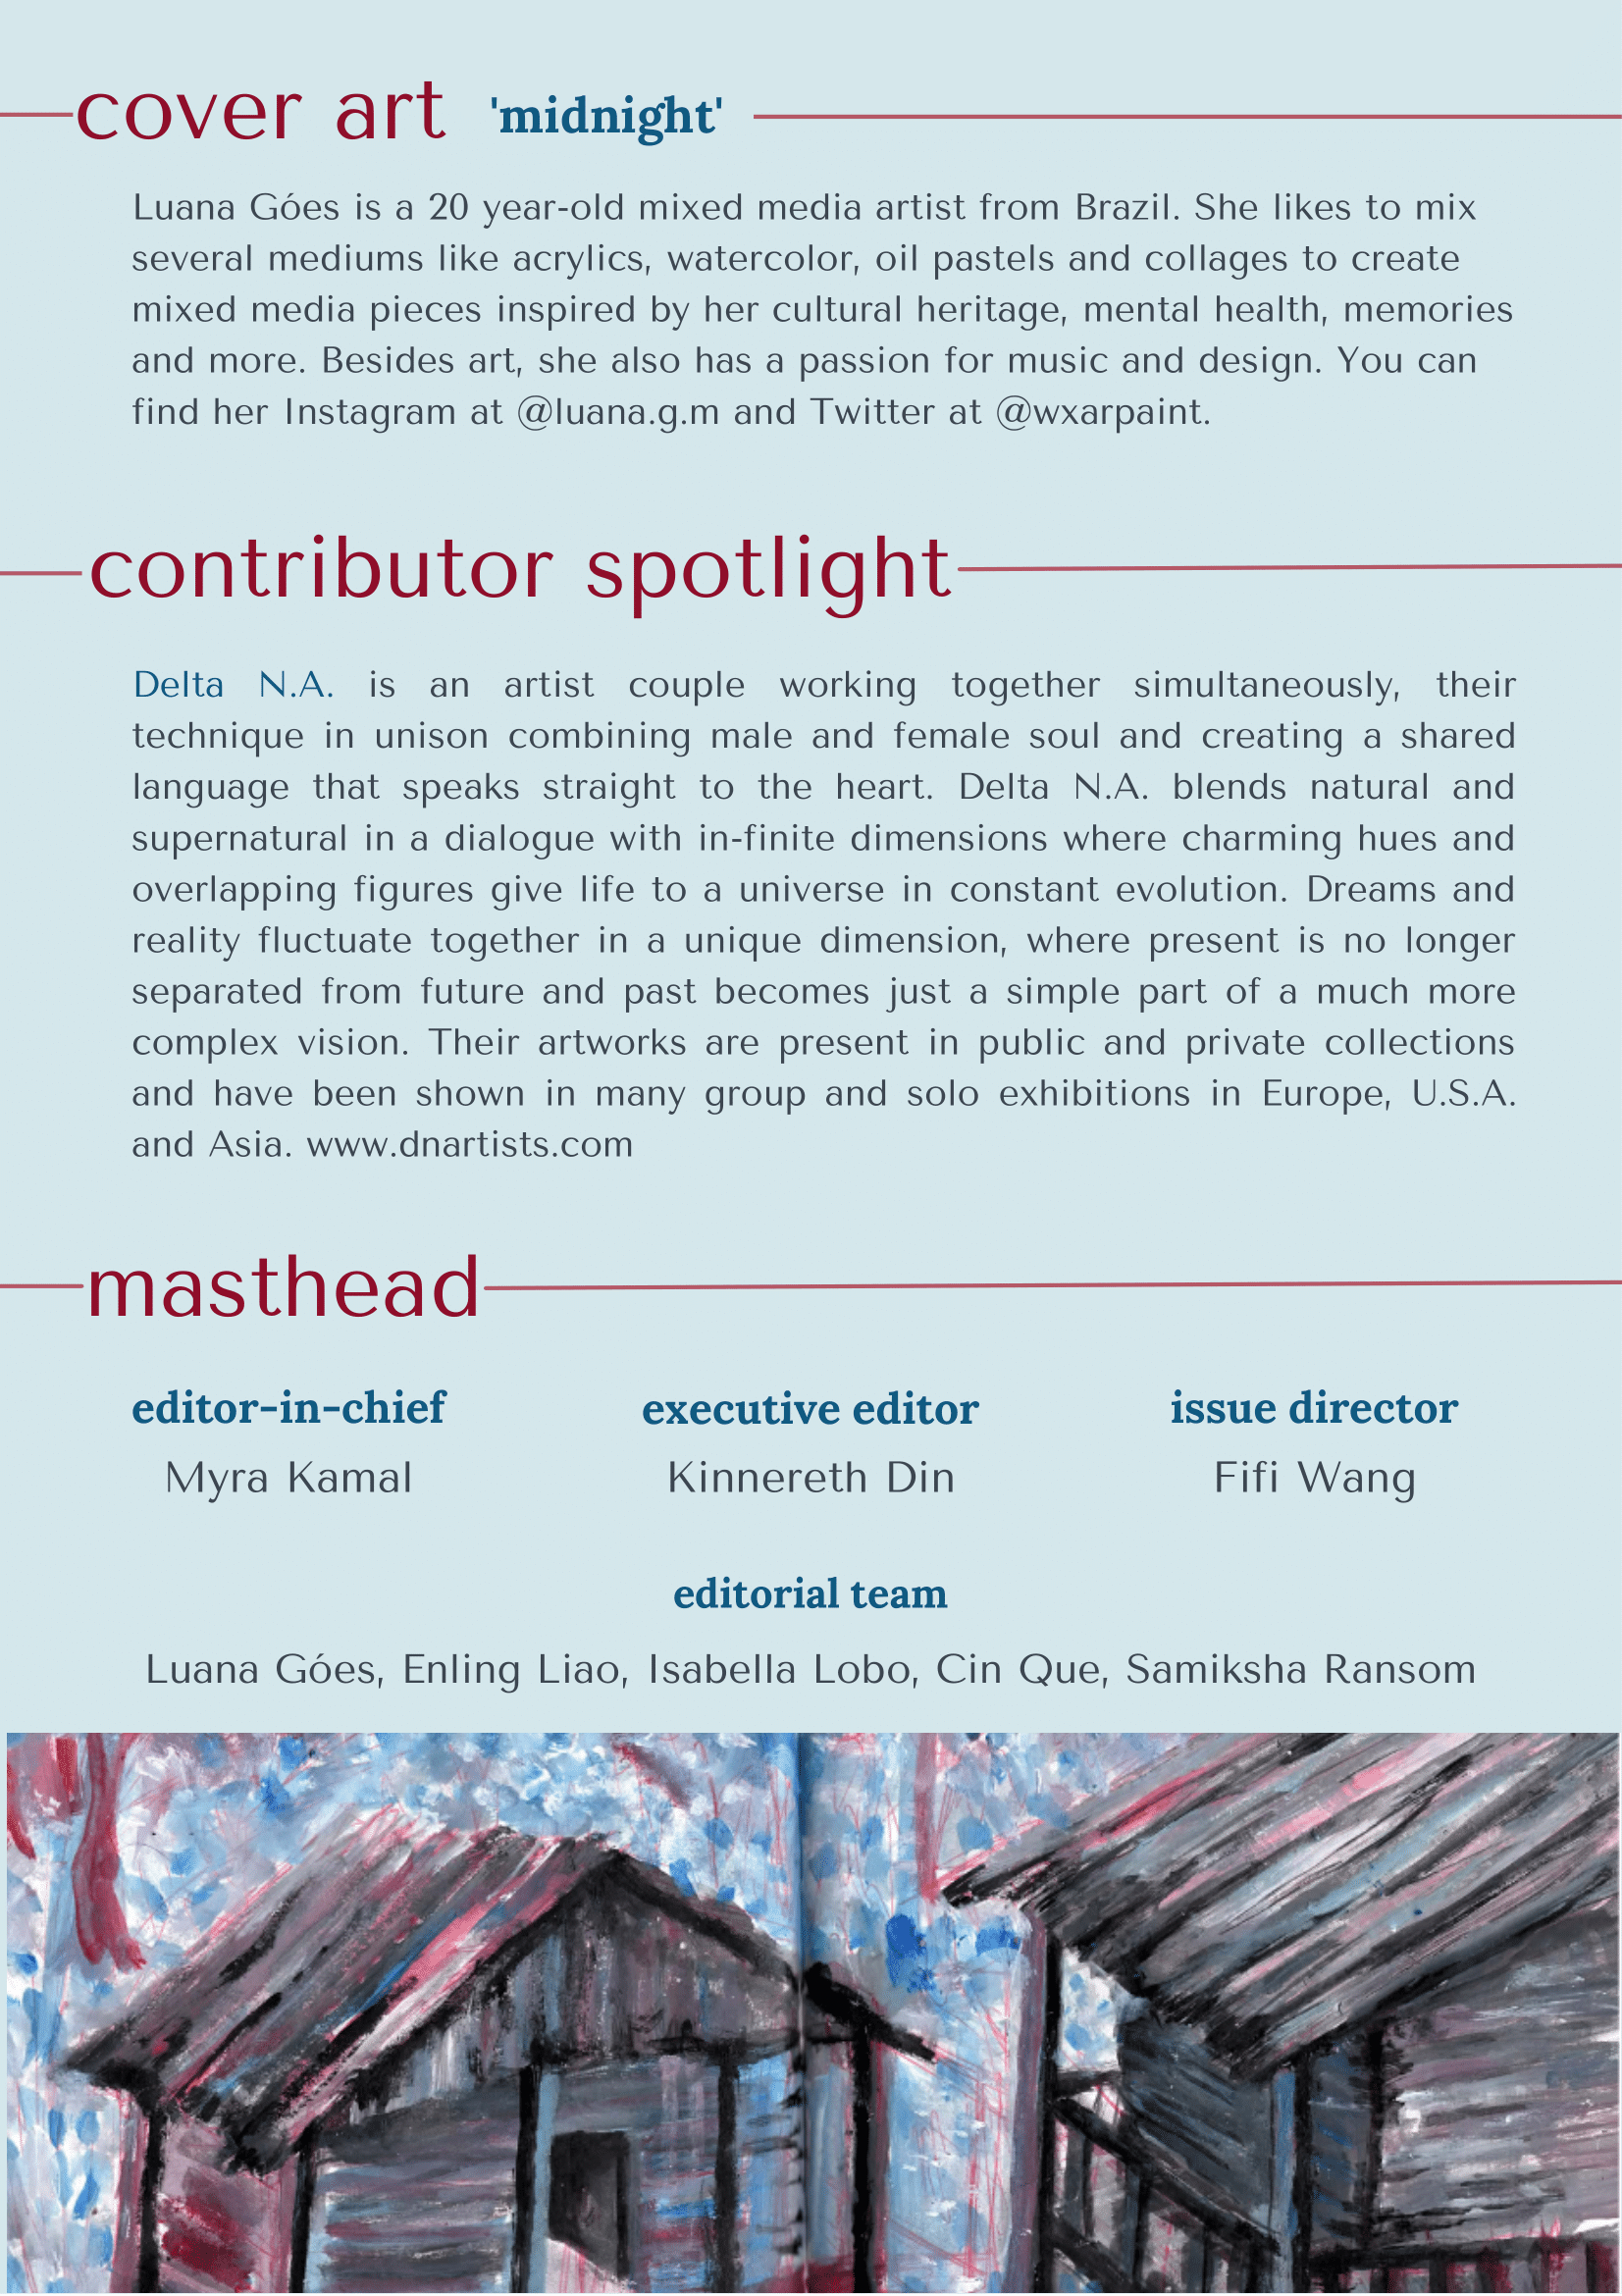 cover art 'midnight'
Luana Góes is a 20 year-old mixed media artist from Brazil. She likes to mix
several mediums like acrylics, watercolor, oil pastels and collages to create
mixed media pieces inspired by her cultural heritage, mental health, memories
and more. Besides art, she also has a passion for music and design. You can
find her Instagram at @luana.g.m and Twitter at @wxarpaint.
contributor spotlight
Delta N.A. is an artist couple working together simultaneously, their
technique in unison combining male and female soul and creating a shared
language that speaks straight to the heart. Delta N.A. blends natural and
supernatural in a dialogue with in-finite dimensions where charming hues and
overlapping figures give life to a universe in constant evolution. Dreams and
reality fluctuate together in a unique dimension, where present is no longer
separated from future and past becomes just a simple part of a much more
complex vision. Their artworks are present in public and private collections
and have been shown in many group and solo exhibitions in Europe, U.S.A.
and Asia. www.dnartists.com
masthead
editor-in-chief
Myra Kamal
executive editor
Kinnereth Din
issue director
Fifi Wang
editorial team
Luana Góes, Enling Liao, Isabella Lobo, Cin Que, Samiksha Ransom